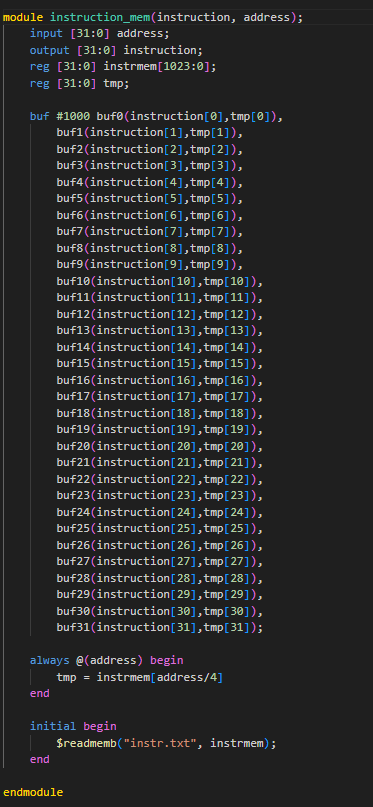 module instruction_mem(instruction, address);
    input [31:0] address;
    output [31:0] instruction;
    reg [31:0] instrmem[1023:0];
    reg [31:0] tmp;

    buf #1000 buf0(instruction[0],tmp[0]),
        buf1(instruction[1],tmp[1]),
        buf2(instruction[2],tmp[2]),
        buf3(instruction[3],tmp[3]),
        buf4(instruction[4],tmp[4]),
        buf5(instruction[5],tmp[5]),
        buf6(instruction[6],tmp[6]),
        buf7(instruction[7],tmp[7]),
        buf8(instruction[8],tmp[8]),
        buf9(instruction[9],tmp[9]),
        buf10(instruction[10],tmp[10]),
        buf11(instruction[11],tmp[11]),
        buf12(instruction[12],tmp[12]),
        buf13(instruction[13],tmp[13]),
        buf14(instruction[14],tmp[14]),
        buf15(instruction[15],tmp[15]),
        buf16(instruction[16],tmp[16]),
        buf17(instruction[17],tmp[17]),
        buf18(instruction[18],tmp[18]),
        buf19(instruction[19],tmp[19]),
        buf20(instruction[20],tmp[20]),
        buf21(instruction[21],tmp[21]),
        buf22(instruction[22],tmp[22]),
        buf23(instruction[23],tmp[23]),
        buf24(instruction[24],tmp[24]),
        buf25(instruction[25],tmp[25]),
        buf26(instruction[26],tmp[26]),
        buf27(instruction[27],tmp[27]),
        buf28(instruction[28],tmp[28]),
        buf29(instruction[29],tmp[29]),
        buf30(instruction[30],tmp[30]),
        buf31(instruction[31],tmp[31]);

    always @(address) begin
        tmp = instrmem[address/4]
    end

    initial begin
        $readmemb("instr.txt", instrmem);
    end

endmodule